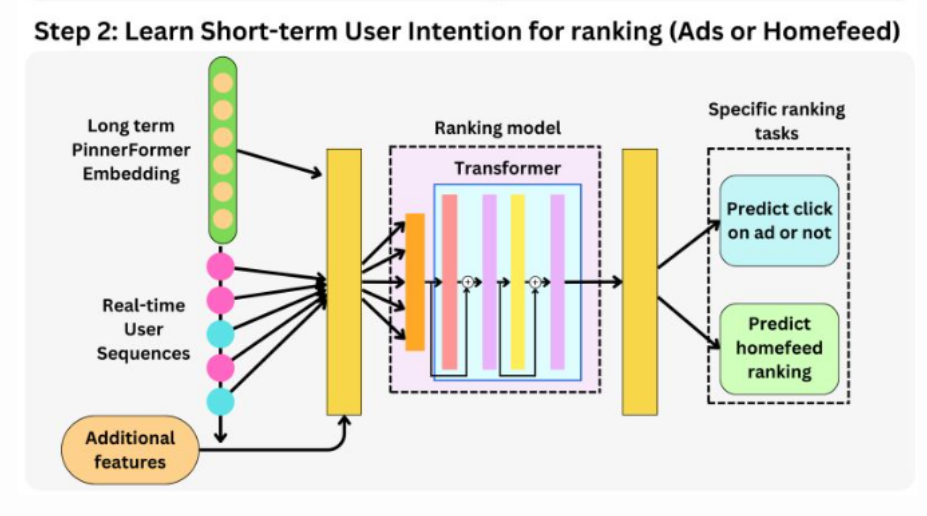 Step 2: Learn Short-term User Intention for ranking (Ads or Homefeed)
Long term
PinnerFormer
Embedding
Real-time
User
Sequences
Additional
features
Ranking model
Transformer
Specific ranking
tasks
Predict click
on ad or not
Predict
homefeed
ranking